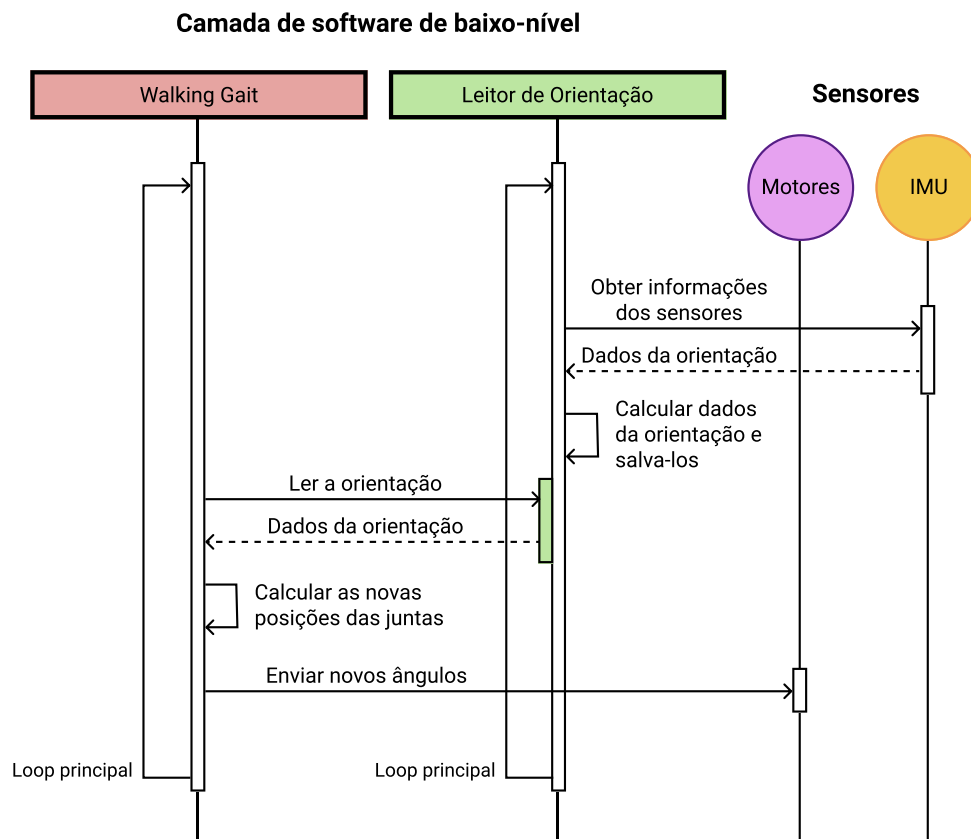 Camada de software de baixo-nível
Walking Gait
Leitor de Orientação
Sensores
Motores
IMU
Obter informações
dos sensores
Dados da orientação
Calcular dados
da orientação e
salva-los
Ler a orientação
Dados da orientação
Calcular as novas
posições das juntas
Enviar novos ângulos
Loop principal
Loop principal